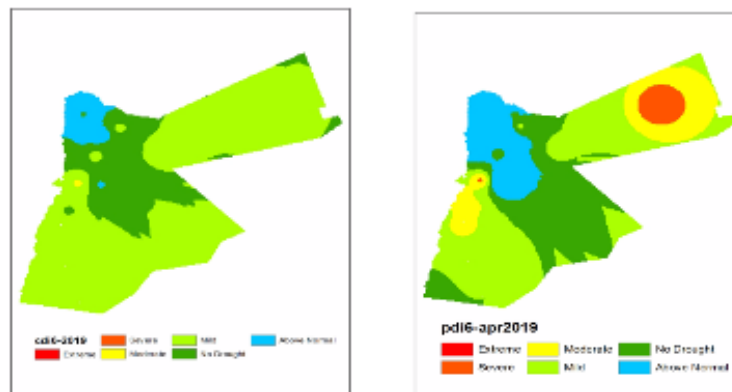 cdi6-2019
Severe Mild Above Normal
Extreme Moderate No Drought
pdi6-apr2019
Extreme Moderate No Drought
Severe Mild Above Normal